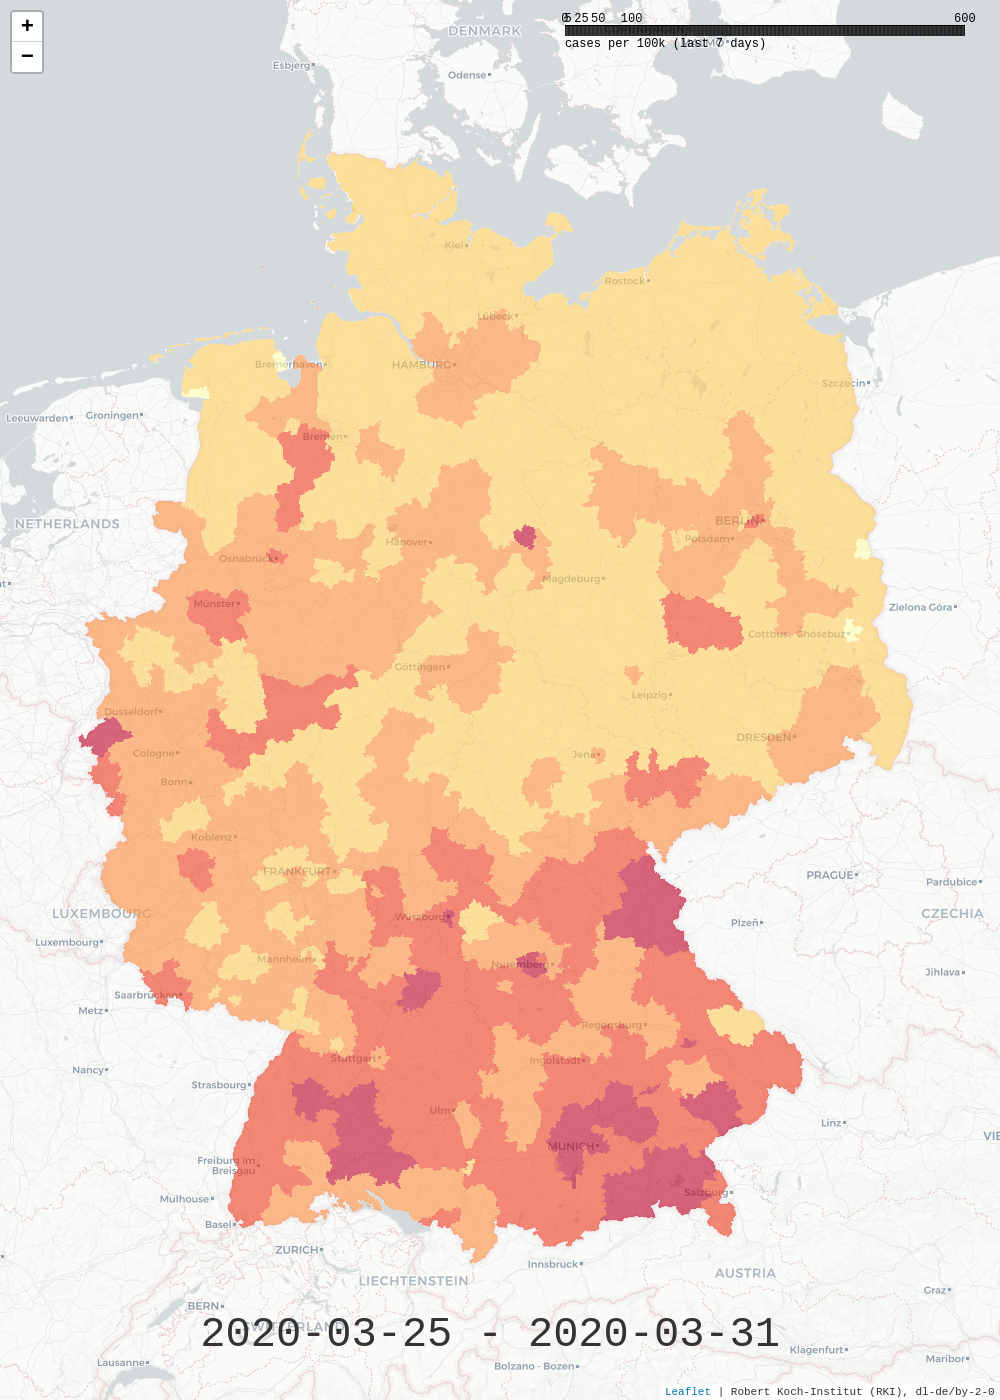 +
−
0 5 25 50 100 600
cases per 100k (last 7 days)
DENMARK
Esbjerg
Odense
Kiel
Rostock
Lübeck
Bremerhaven
HAMBURG
Szczecin
Leeuwarden
Groningen
Bremen
NETHERLANDS
BERLIN
Hanover
Potsdam
Osnabrück
Magdeburg
Münster
Zielona Góra
Cottbus - Chóśebuz
Göttingen
Leipzig
Dusseldorf
DRESDEN
Cologne
Jena
Bonn
Koblenz
FRANKFURT
PRAGUE
Pardubice
LUXEMBOURG
Würzburg
CZECHIA
Plzeň
Luxembourg
Mannheim
Nuremberg
Jihlava
Saarbrücken
Metz
Regensburg
Stuttgart
Ingolstadt
Nancy
Strasbourg
Ulm
Linz
VIE
MUNICH
Freiburg im
Breisgau
Mulhouse
Salzburg
Basel
ZURICH
Innsbruck
AUSTRIA
LIECHTENSTEIN
Graz
BERN
SWITZERLAND
2020-03-25 - 2020-03-31
Klagenfurt
Lausanne
Bolzano - Bozen
Maribor
Leaflet | Robert Koch-Institut (RKI), dl-de/by-2-0